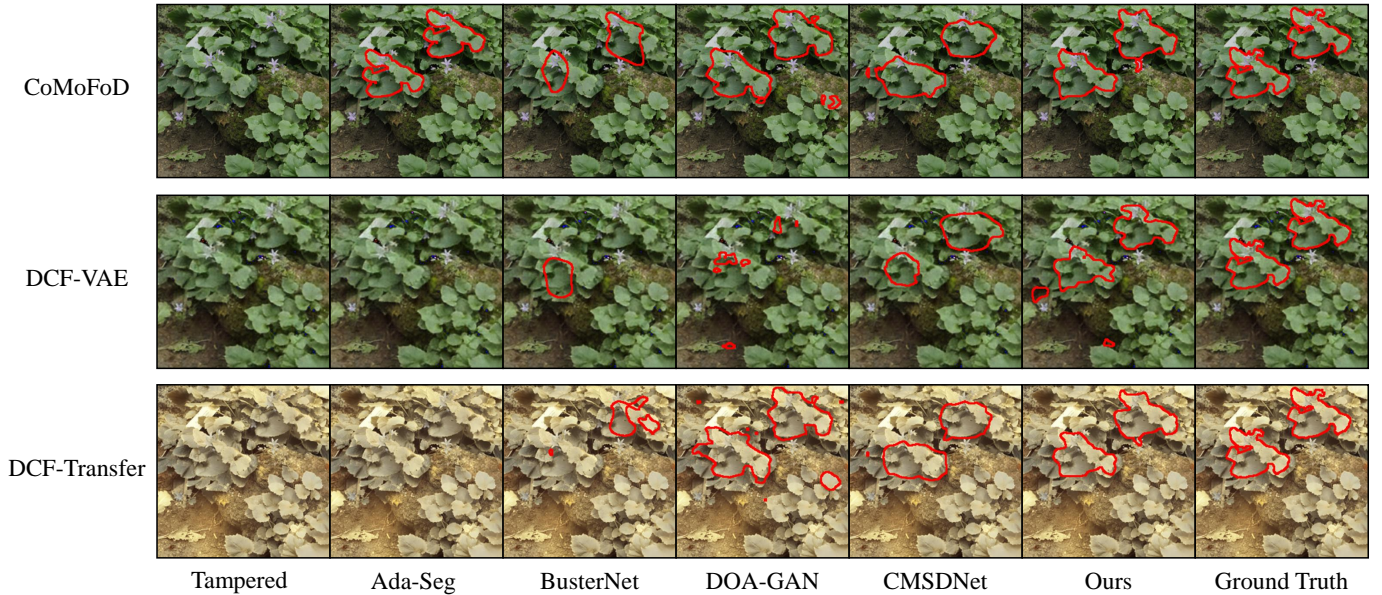 CoMoFoD
DCF-VAE
DCF-Transfer
Tampered Ada-Seg BusterNet DOA-GAN CMSDNet Ours Ground Truth